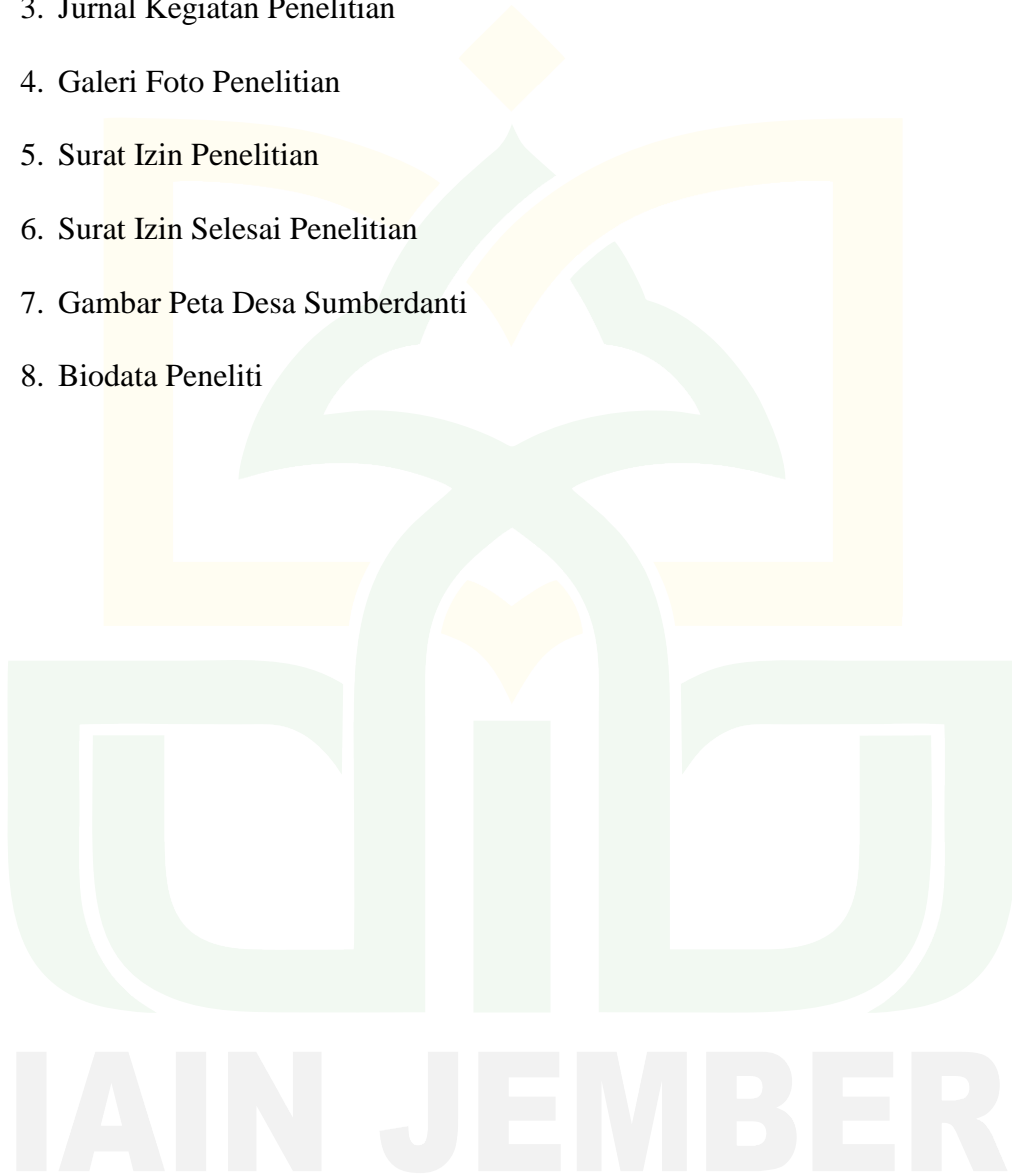 3. Jurnal Kegiatan Penelitian
4. Galeri Foto Penelitian
5. Surat Izin Penelitian
6. Surat Izin Selesai Penelitian
7. Gambar Peta Desa Sumberdanti
8. Biodata Peneliti
IAIN JEMBER